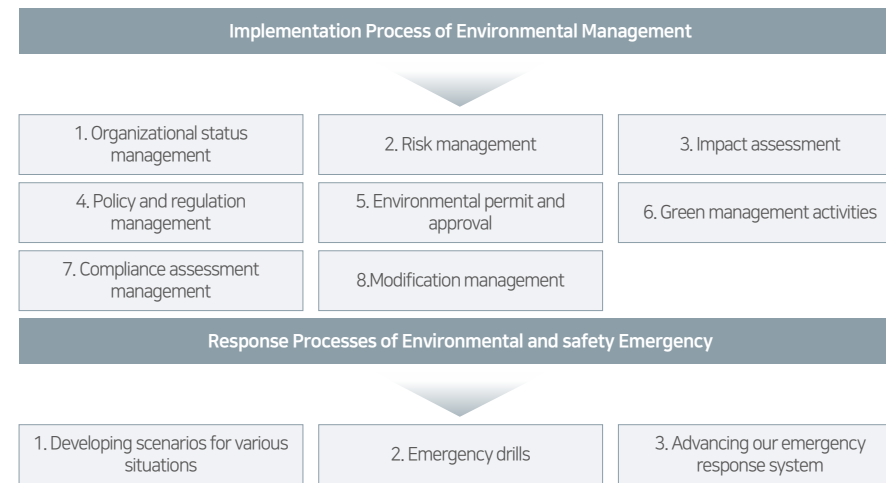 Implementation Process of Environmental Management
1. Organizational status
management
2. Risk management
3. Impact assessment
4. Policy and regulation
management
5. Environmental permit and
approval
6. Green management activities
7. Compliance assessment
management
8.Modification management
Response Processes of Environmental and safety Emergency
1. Developing scenarios for various
situations
2. Emergency drills
3. Advancing our emergency
response system